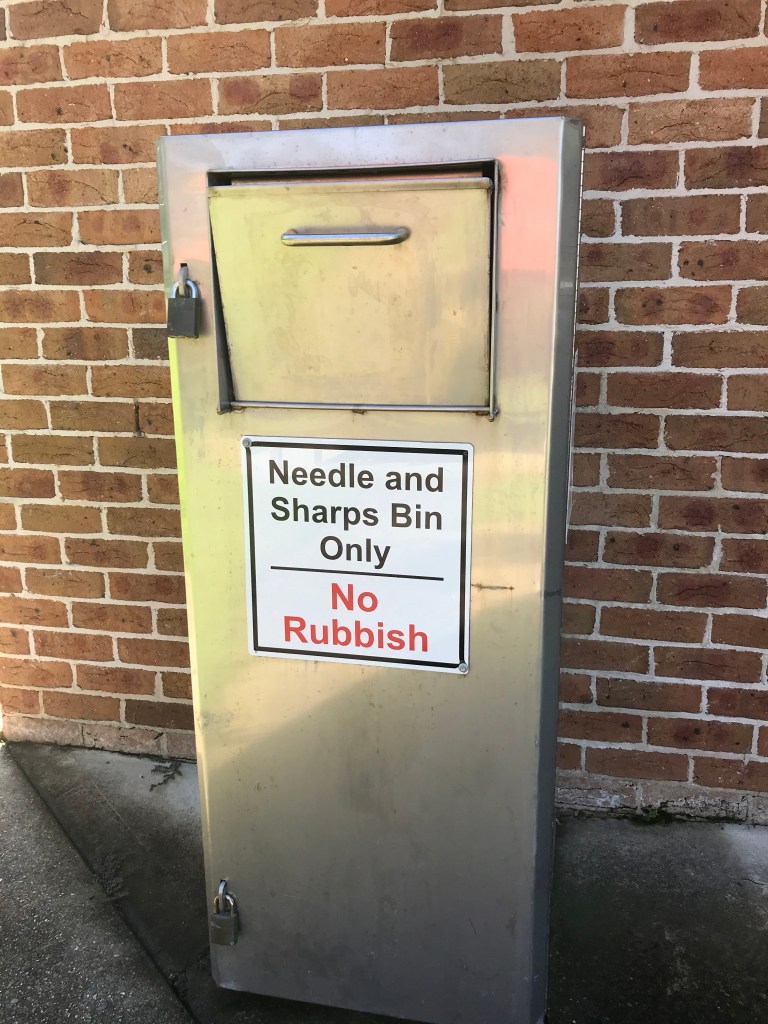 Needle and
Sharps Bin
Only
No
Rubbish